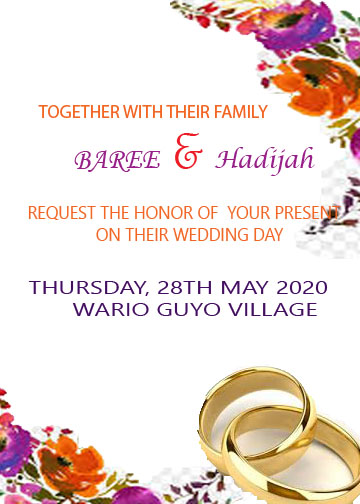 TOGETHER WITH THEIR FAMILY
BAREE & Hadijah
REQUEST THE HONOR OF YOUR PRESENT
ON THEIR WEDDING DAY
THURSDAY, 28TH MAY 2020
WARIO GUYO VILLAGE